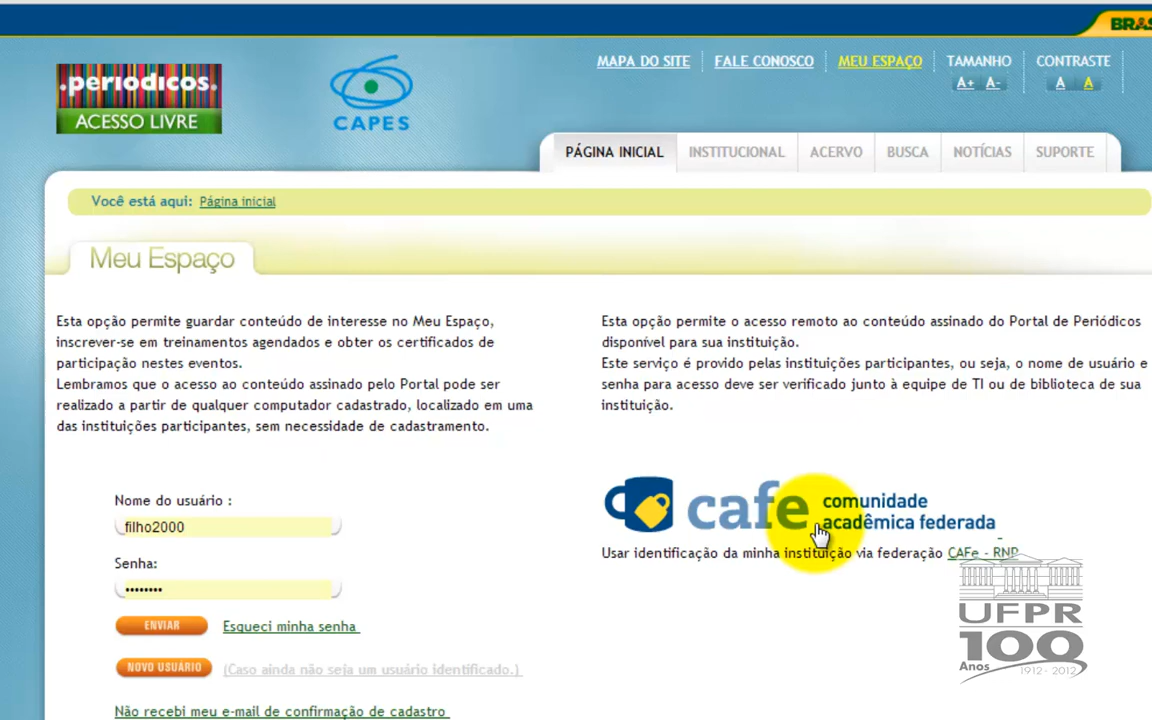 BRAS
.periodicos.
ACESSO LIVRE
CAPES
MAPA DO SITE
FALE CONOSCO
MEU ESPAÇO
TAMANHO
A+ A-
CONTRASTE
A A
PÁGINA INICIAL
INSTITUCIONAL
ACERVO
BUSCA
NOTÍCIAS
SUPORTE
Você está aqui: Página inicial
Meu Espaço
Esta opção permite guardar conteúdo de interesse no Meu Espaço,
inscrever-se em treinamentos agendados e obter os certificados de
participação nestes eventos.
Lembramos que o acesso ao conteúdo assinado pelo Portal pode ser
realizado a partir de qualquer computador cadastrado, localizado em uma
das instituições participantes, sem necessidade de cadastramento.
Nome do usuário :
filho2000
Senha:
••••••••
ENVIAR
Esqueci minha senha
NOVO USUÁRIO
(Caso ainda não seja um usuário identificado.)
Não recebi meu e-mail de confirmação de cadastro
Esta opção permite o acesso remoto ao conteúdo assinado do Portal de Periódicos
disponível para sua instituição.
Este serviço é provido pelas instituições participantes, ou seja, o nome de usuário e
senha para acesso deve ser verificado junto à equipe de TI ou de biblioteca de sua
instituição.
cafe
comunidade
acadêmica federada
Usar identificação da minha instituição via federação CAFe - RNP
UFPR
100
Anos
1912 - 2012